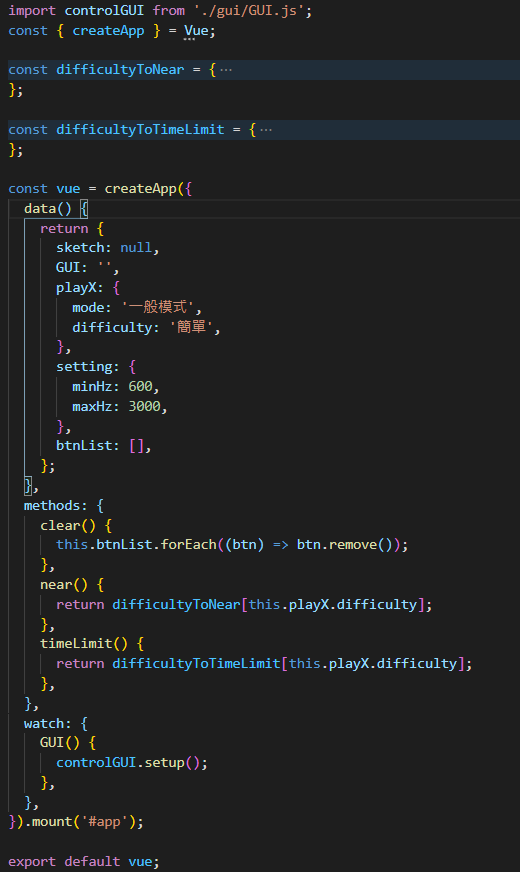 import controlGUI from './gui/GUI.js';
const { createApp } = Vue;
const difficultyToNear = { ···
};
const difficultyToTimeLimit = { ···
};
const vue = createApp({
  data() {
    return {
      sketch: null,
      GUI: '',
      playX: {
        mode: '一般模式',
        difficulty: '簡單',
      },
      setting: {
        minHz: 600,
        maxHz: 3000,
      },
      btnList: [],
    };
  },
  methods: {
    clear() {
      this.btnList.forEach((btn) => btn.remove());
    },
    near() {
      return difficultyToNear[this.playX.difficulty];
    },
    timeLimit() {
      return difficultyToTimeLimit[this.playX.difficulty];
    },
  },
  watch: {
    GUI() {
      controlGUI.setup();
    },
  },
}).mount('#app');
export default vue;